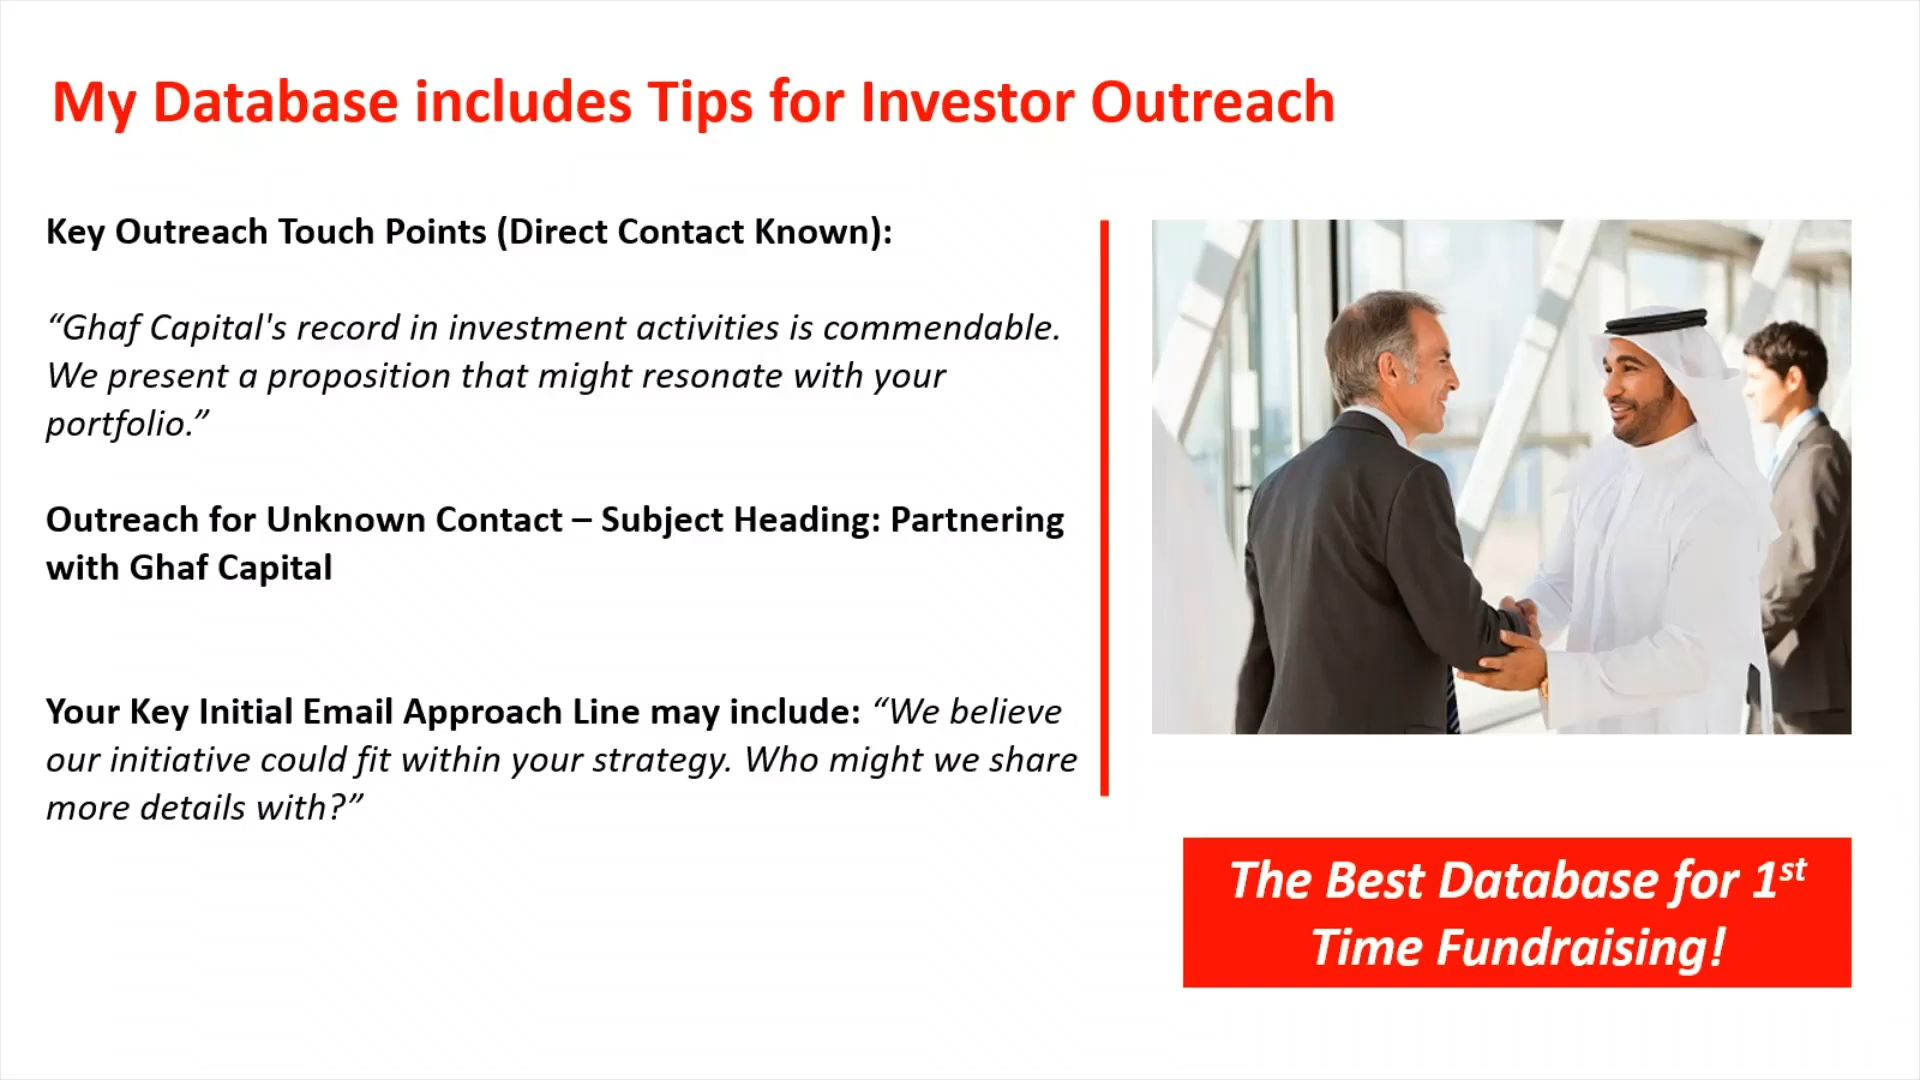 My Database includes Tips for Investor Outreach
Key Outreach Touch Points (Direct Contact Known):
“Ghaf Capital's record in investment activities is commendable.
We present a proposition that might resonate with your
portfolio.”
Outreach for Unknown Contact – Subject Heading: Partnering
with Ghaf Capital
Your Key Initial Email Approach Line may include: “We believe
our initiative could fit within your strategy. Who might we share
more details with?”
The Best Database for 1st
Time Fundraising!